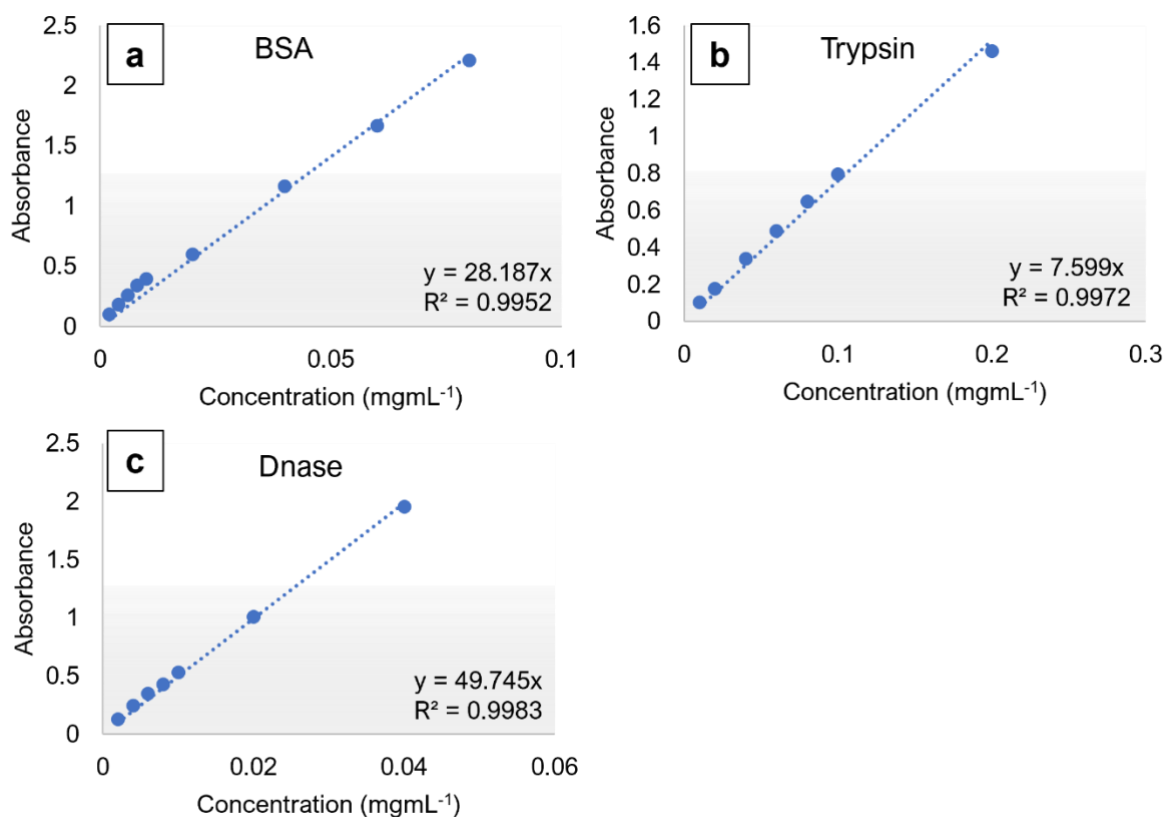 a
BSA
2.5
2
1.5
1
0.5
0
Absorbance
y = 28.187x
R² = 0.9952
0 0.05 0.1
Concentration (mgmL⁻¹)
b
Trypsin
1.6
1.4
1.2
1
0.8
0.6
0.4
0.2
0
Absorbance
y = 7.599x
R² = 0.9972
0 0.1 0.2 0.3
Concentration (mgmL⁻¹)
c
Dnase
2.5
2
1.5
1
0.5
0
Absorbance
y = 49.745x
R² = 0.9983
0 0.02 0.04 0.06
Concentration (mgmL⁻¹)